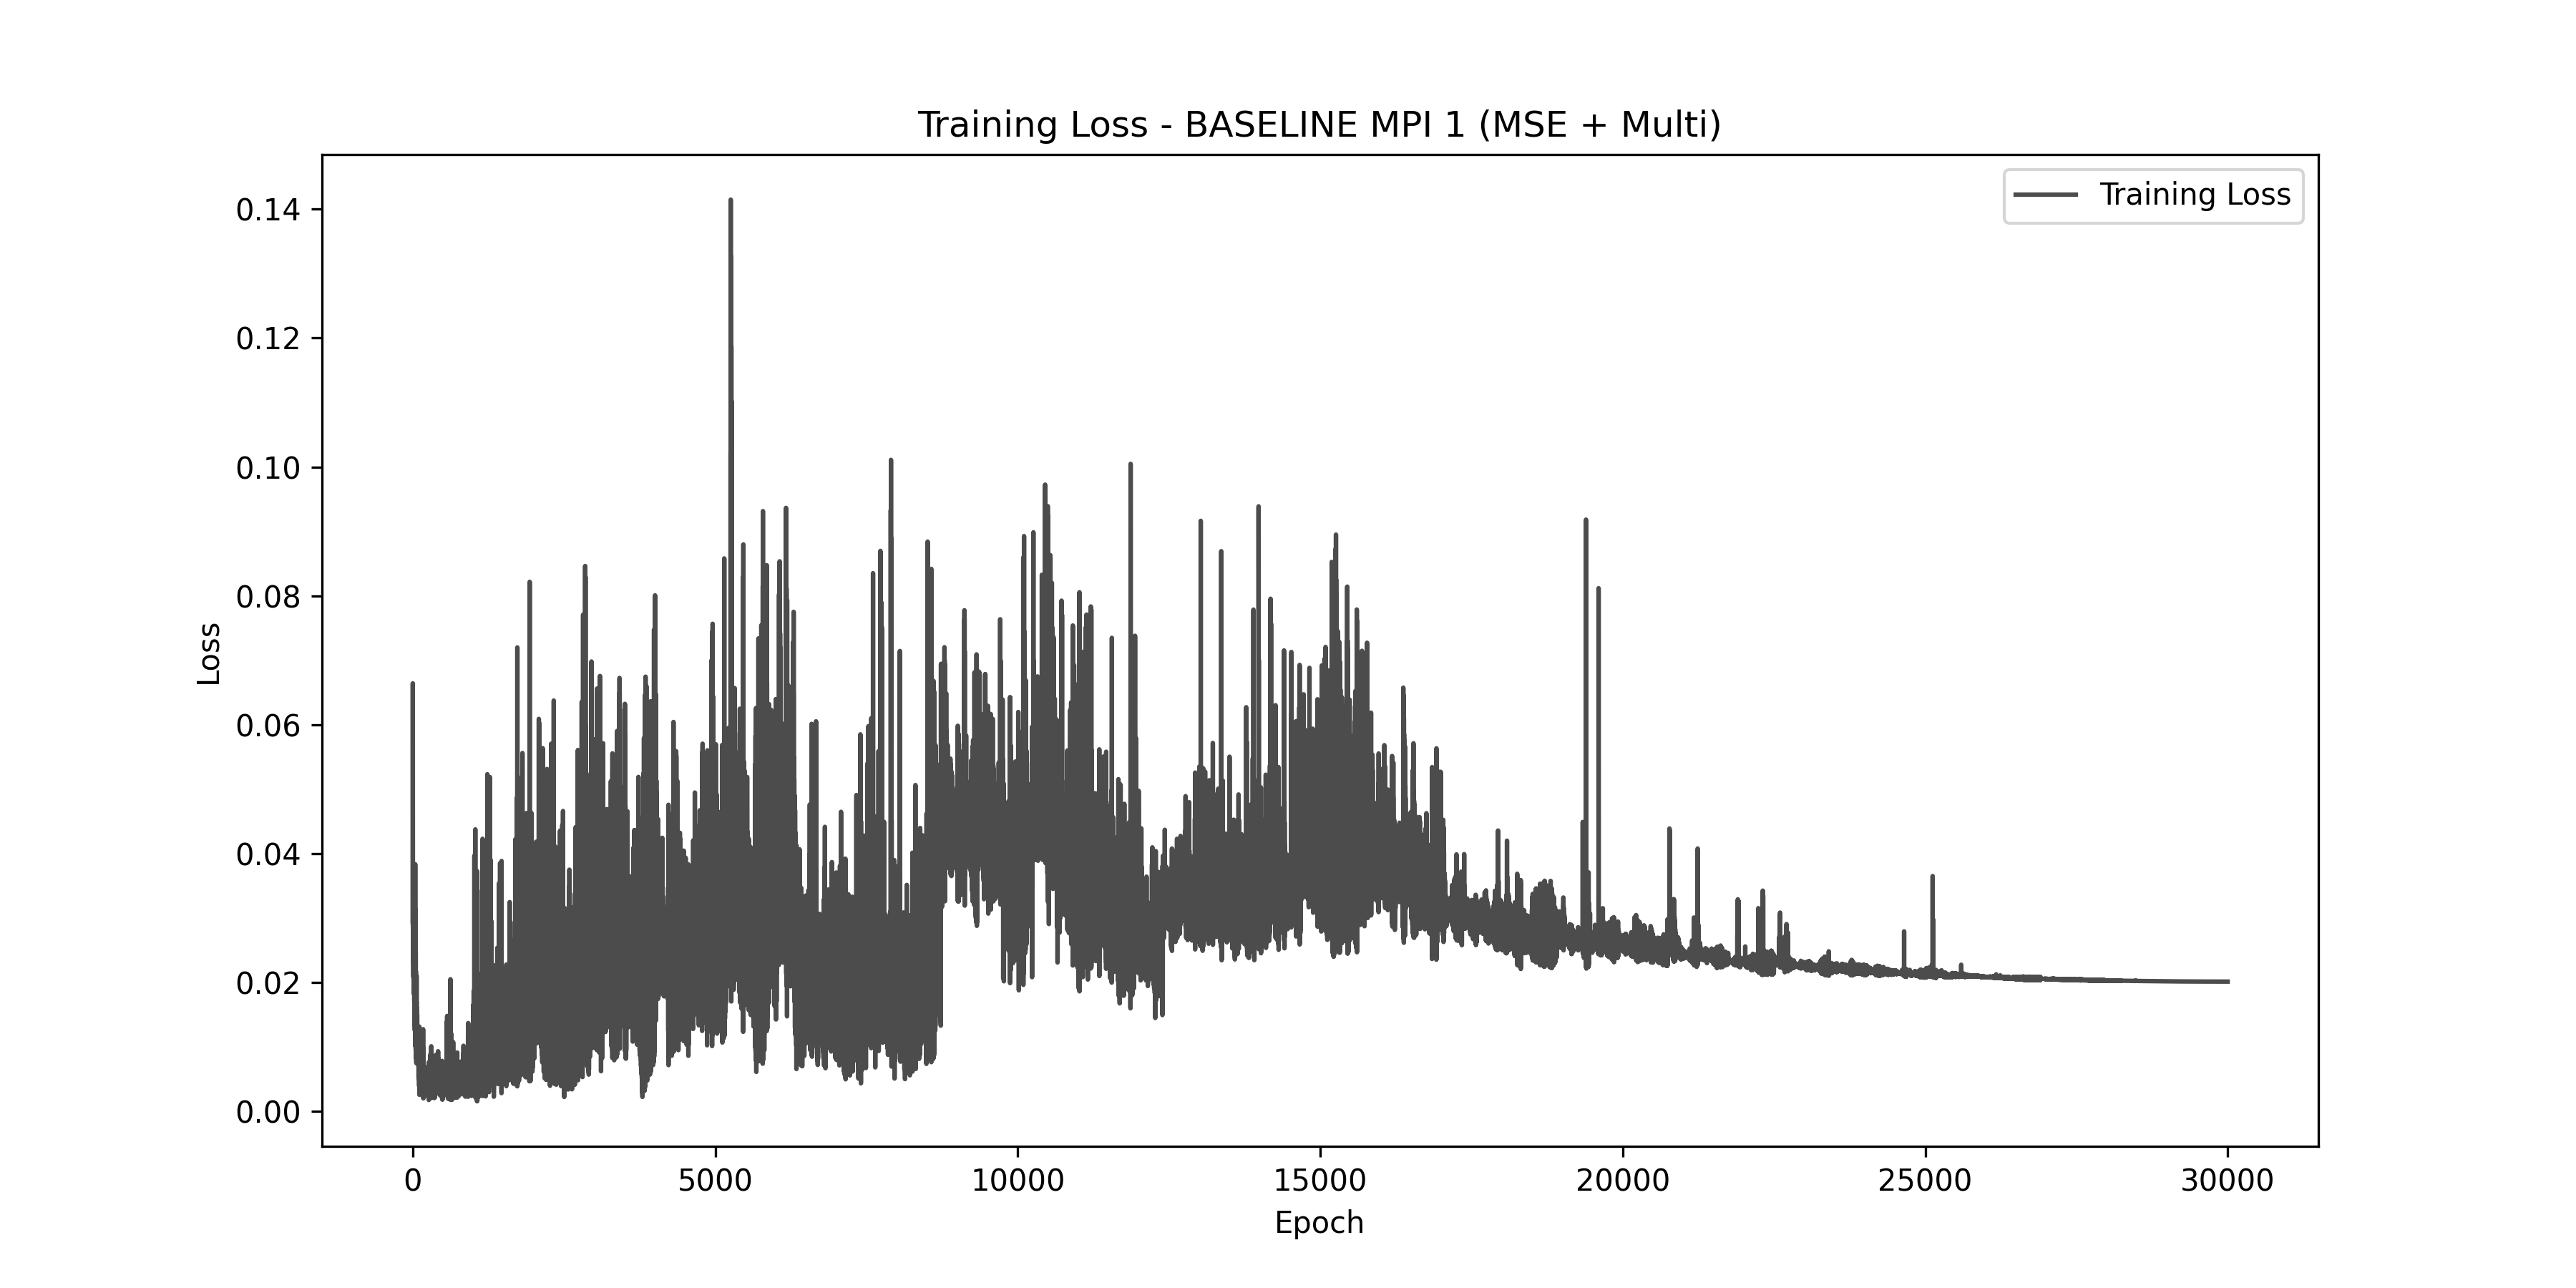 Training Loss - BASELINE MPI 1 (MSE + Multi)
Training Loss
0.14
0.12
0.10
0.08
0.06
0.04
0.02
0.00
Loss
0 5000 10000 15000 20000 25000 30000
Epoch